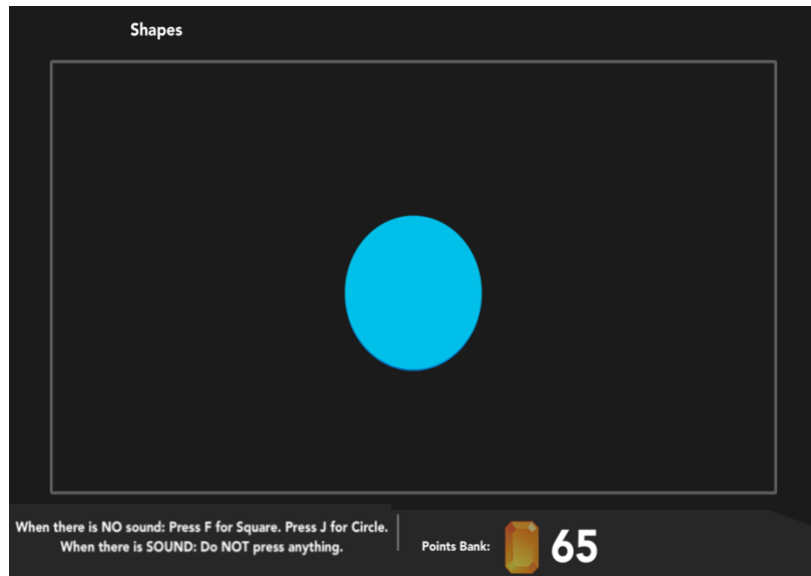 Shapes
When there is NO sound: Press F for Square. Press J for Circle.
When there is SOUND: Do NOT press anything.
Points Bank: 65